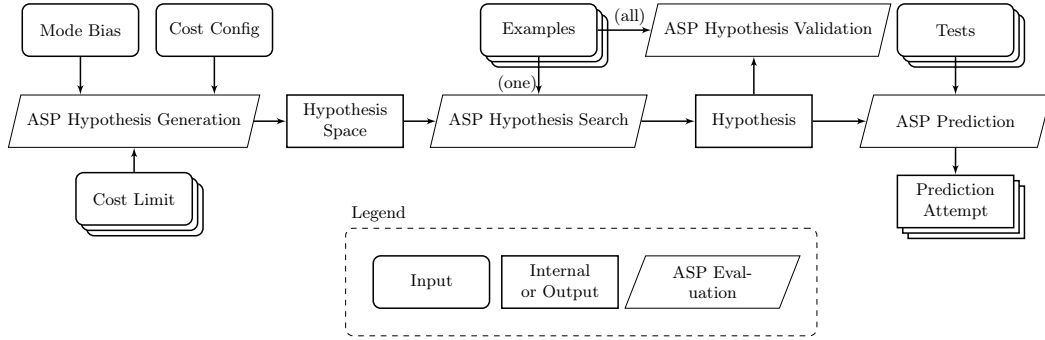 Mode Bias
Cost Config
Examples
(all)
ASP Hypothesis Validation
Tests
(one)
ASP Hypothesis Generation
Hypothesis
Space
ASP Hypothesis Search
Hypothesis
ASP Prediction
Cost Limit
Prediction
Attempt
Legend
Input
Internal
or Output
ASP Eval-
uation